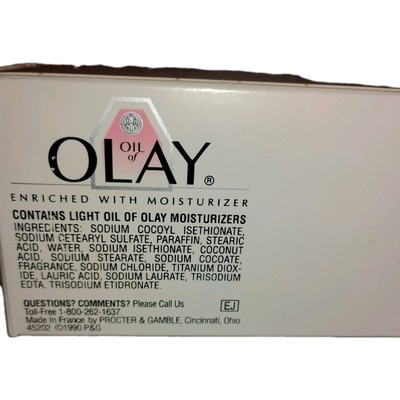 OIL
of
OLAY®
ENRICHED WITH MOISTURIZER
CONTAINS LIGHT OIL OF OLAY MOISTURIZERS
INGREDIENTS: SODIUM COCOYL ISETHIONATE,
SODIUM CETEARYL SULFATE, PARAFFIN, STEARIC
ACID, WATER, SODIUM ISETHIONATE, COCONUT
ACID, SODIUM STEARATE, SODIUM COCOATE,
FRAGRANCE, SODIUM CHLORIDE, TITANIUM DIOX-
IDE, LAURIC ACID, SODIUM LAURATE, TRISODIUM
EDTA, TRISODIUM ETIDRONATE.
QUESTIONS? COMMENTS? Please Call Us
Toll-Free 1-800-262-1637.
Made In France by PROCTER & GAMBLE, Cincinnati, Ohio
45202 ©1990 P&G
EJ